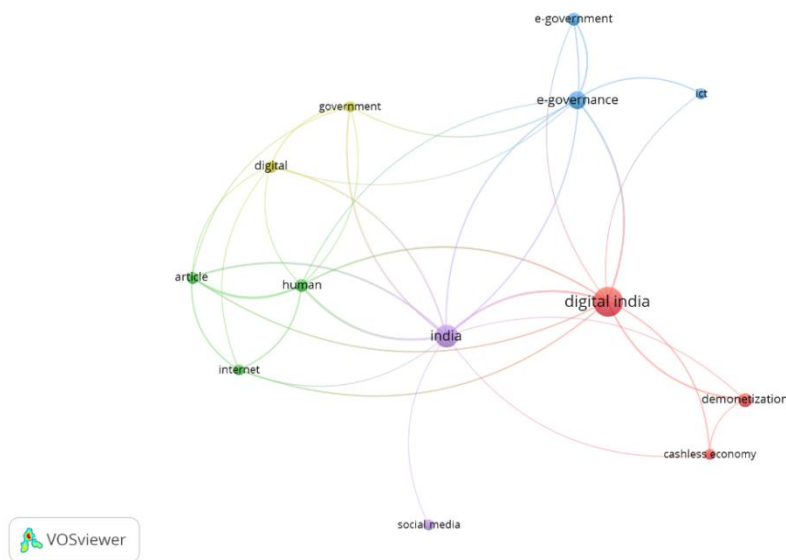 e-government
e-governance
ict
government
digital
article
human
internet
digital india
india
demonetization
cashless economy
social media
VOSviewer